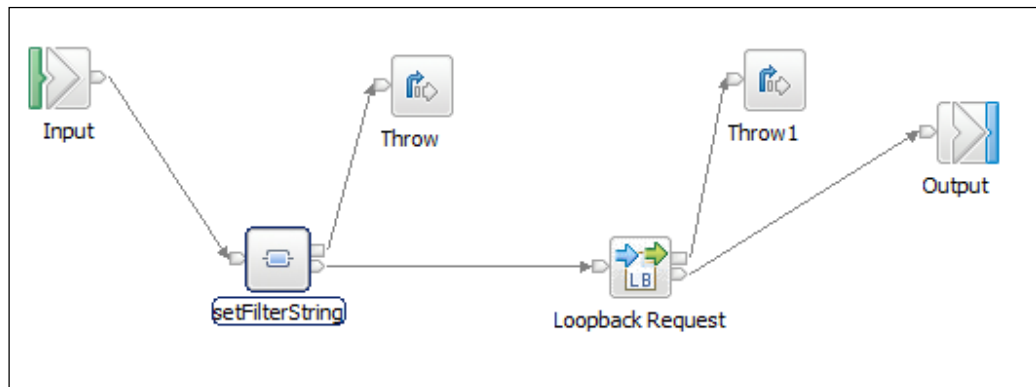 Input
Throw
Throw1
Output
setFilterString
LB
Loopback Request